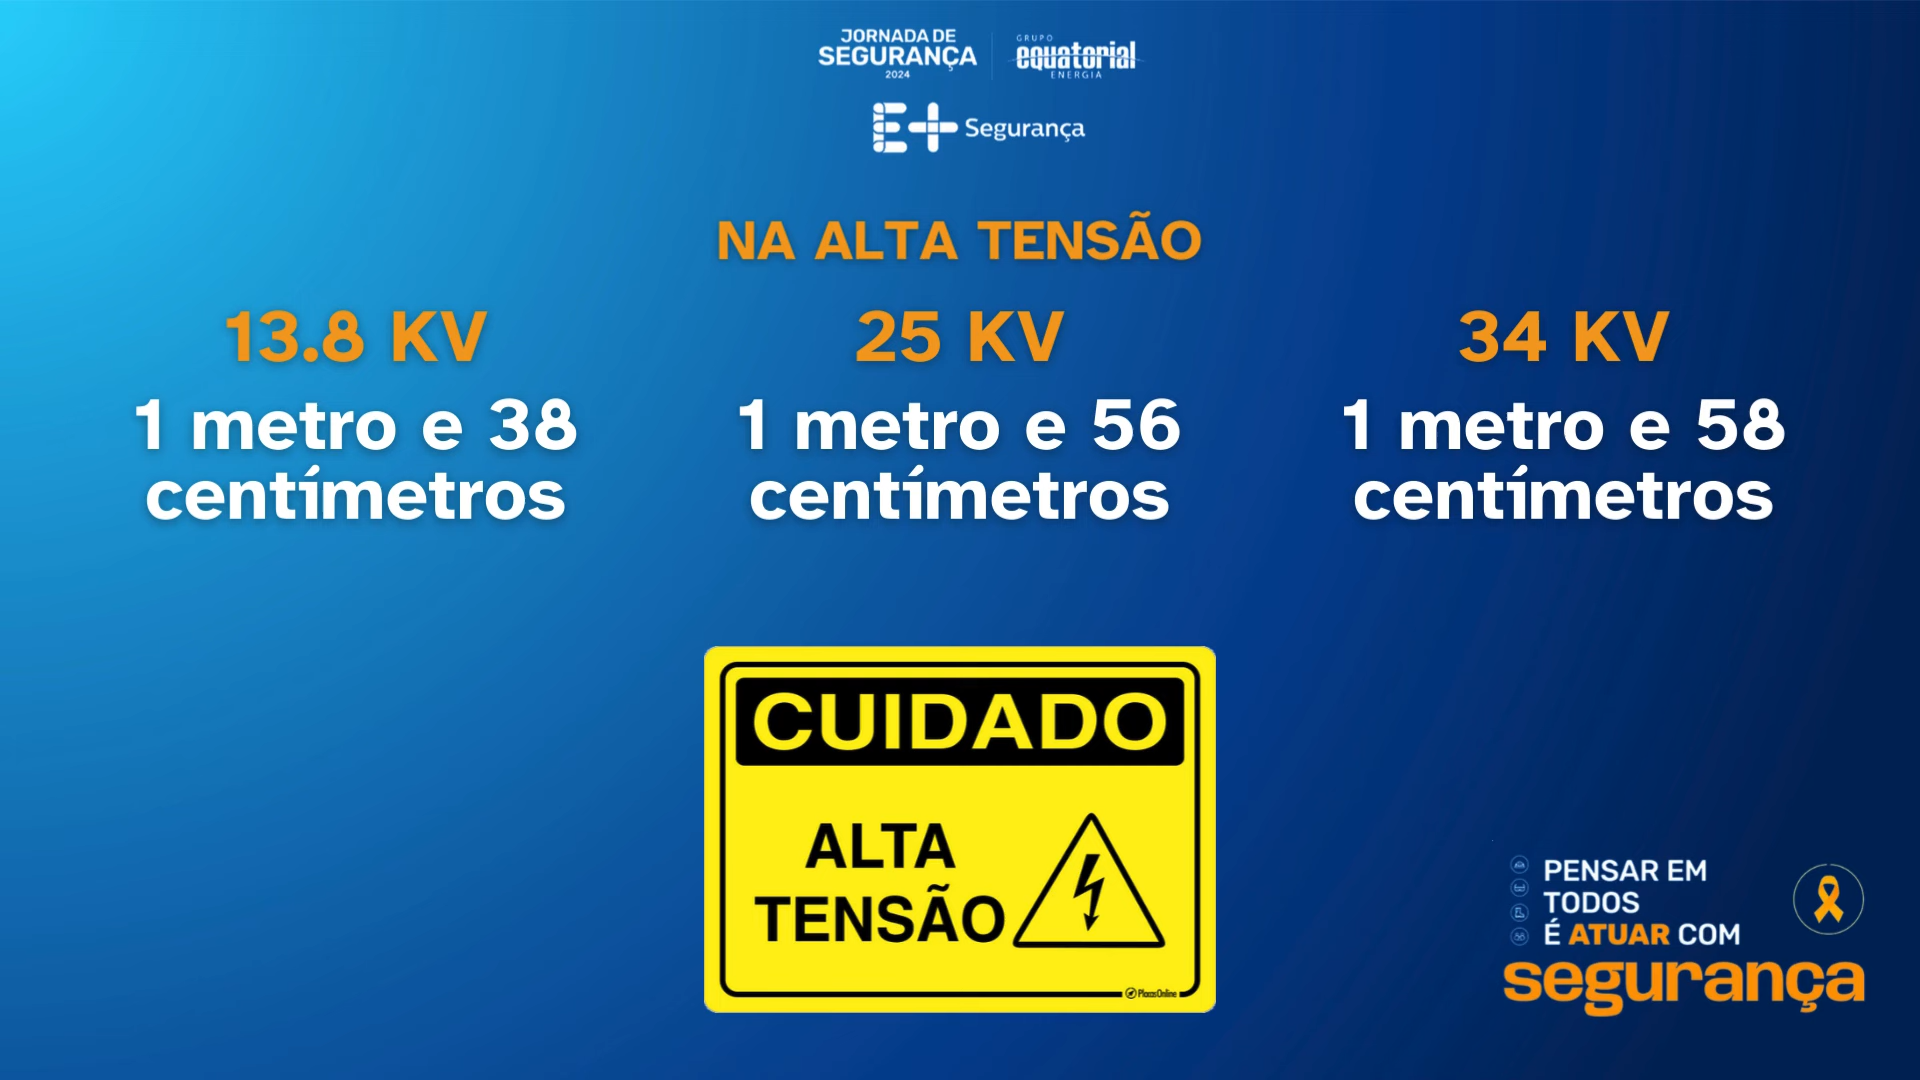 JORNADA DE
SEGURANÇA
2024
GRUPO
equatorial
ENERGIA
E+ Segurança
NA ALTA TENSÃO
13.8 KV
1 metro e 38
centímetros
25 KV
1 metro e 56
centímetros
34 KV
1 metro e 58
centímetros
CUIDADO
ALTA
TENSÃO
PlacasOnline
PENSAR EM
TODOS
É ATUAR COM
segurança